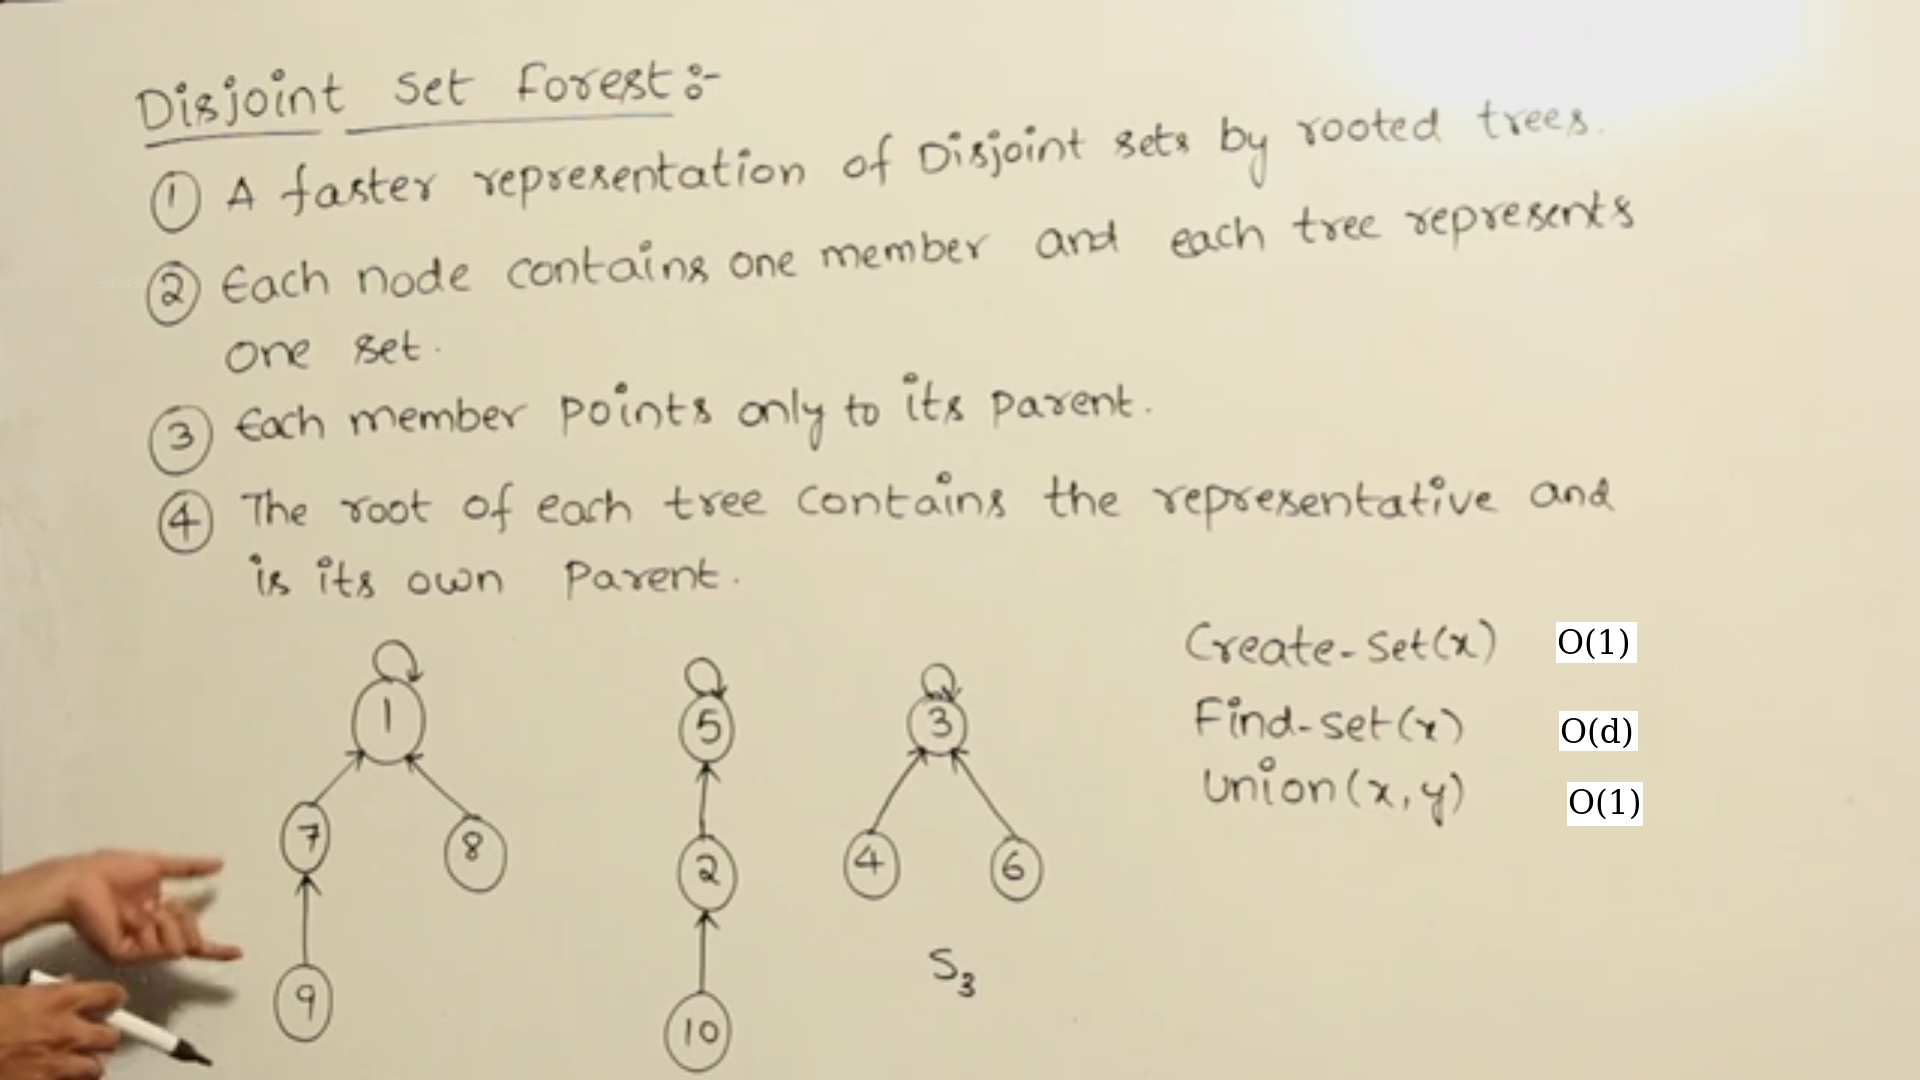 Disjoint Set Forest:-
① A faster representation of Disjoint sets by rooted trees.
② Each node contains one member and each tree represents
one set.
③ Each member points only to its parent.
④ The root of each tree contains the representative and
is its own Parent.
Create-Set(x) O(1)
Find-set(x) O(d)
Union(x,y) O(1)
1 5 3
7 8 2 4 6
9 10
S3